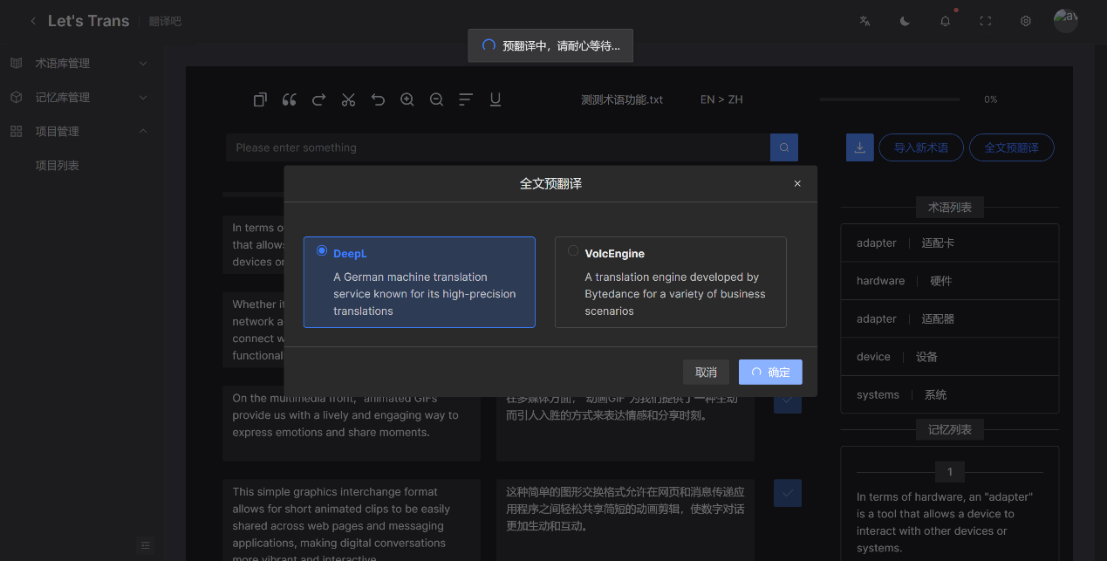 Let's Trans
翻译吧
预翻译中，请耐心等待...
术语库管理
记忆库管理
项目管理
项目列表
测测术语功能.txt
EN > ZH
0%
Please enter something
导入新术语
全文预翻译
全文预翻译
DeepL
A German machine translation
service known for its high-precision
translations
VolcEngine
A translation engine developed by
Bytedance for a variety of business
scenarios
取消
确定
In terms o
that allows
devices or
Whether it
network a
connect w
functional
On the multimedia front, "animated GIFs"
provide us with a lively and engaging way to
express emotions and share moments.
在多媒体方面，"动画GIF"为我们提供了一种生动
而引人入胜的方式来表达情感和分享时刻。
This simple graphics interchange format
allows for short animated clips to be easily
shared across web pages and messaging
applications, making digital conversations
more vibrant and interactive.
这种简单的图形交换格式允许在网页和消息传递应
用程序之间轻松共享简短的动画剪辑，使数字对话
更加生动和互动。
术语列表
adapter
适配卡
hardware
硬件
adapter
适配器
device
设备
systems
系统
记忆列表
1
In terms of hardware, an "adapter"
is a tool that allows a device to
interact with other devices or
systems.